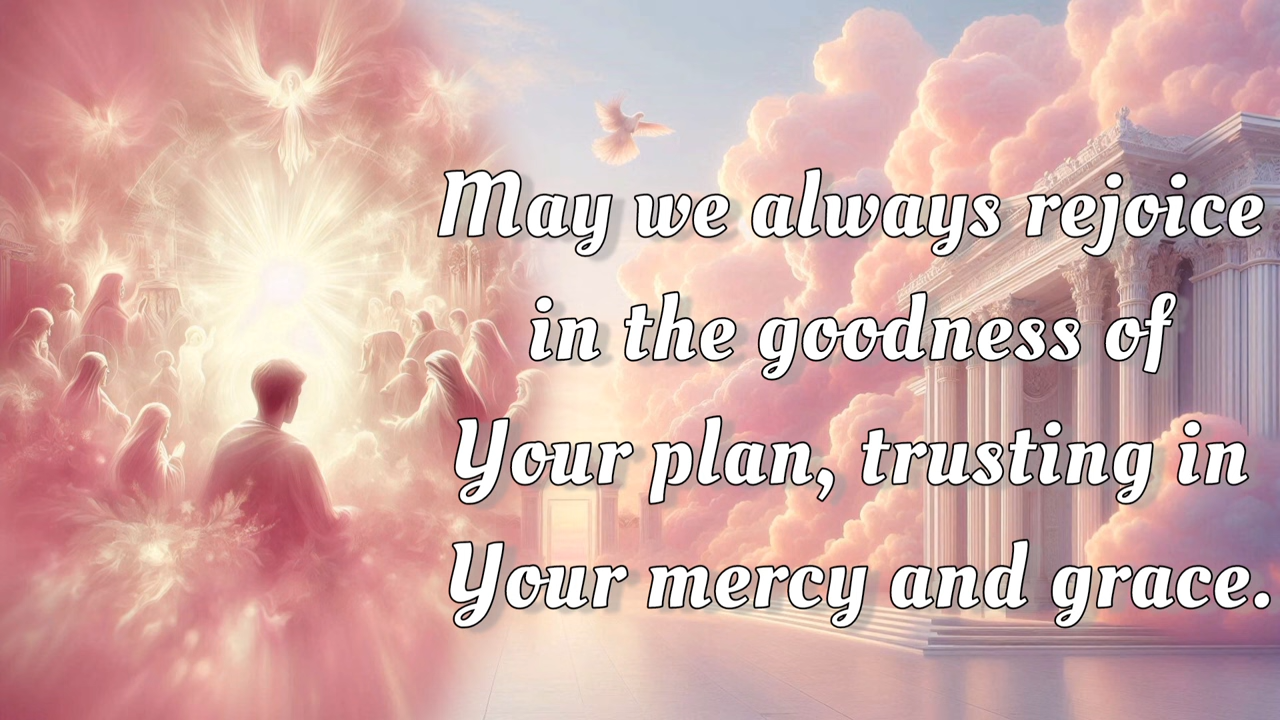 May we always rejoice
in the goodness of
Your plan, trusting in
Your mercy and grace.